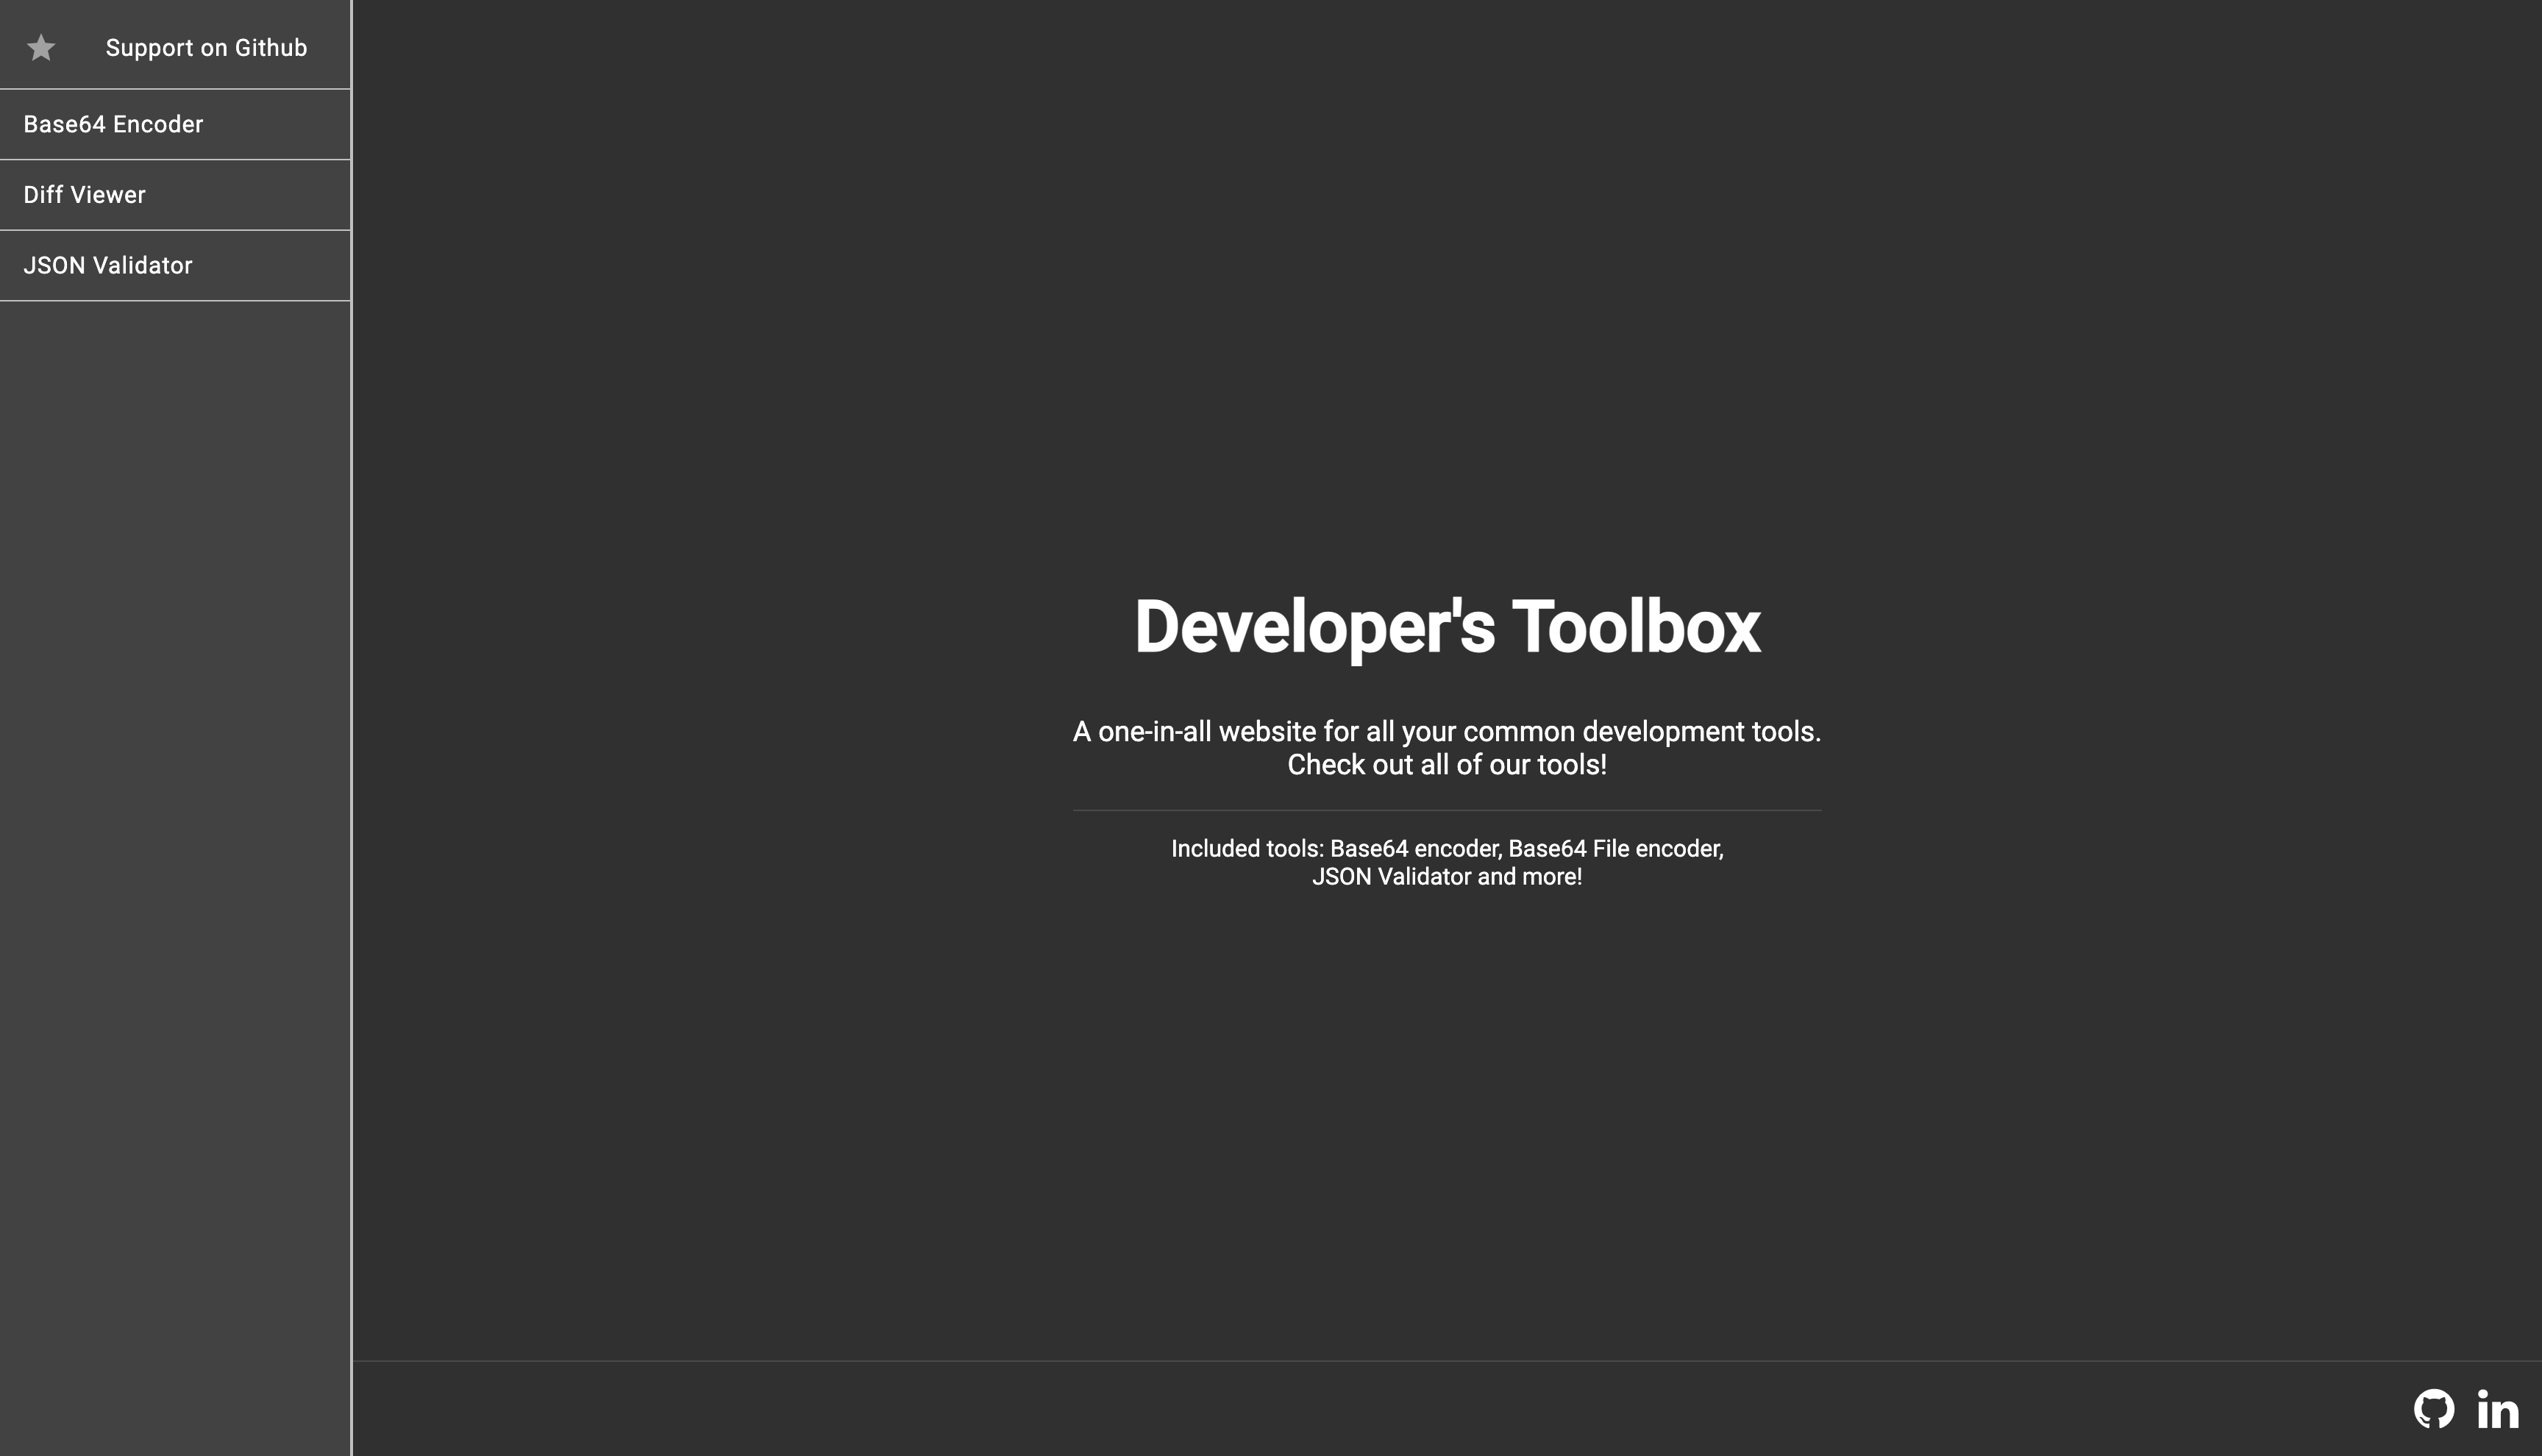 Support on Github
Base64 Encoder
Diff Viewer
JSON Validator
Developer's Toolbox
A one-in-all website for all your common development tools.
Check out all of our tools!
Included tools: Base64 encoder, Base64 File encoder,
JSON Validator and more!
in